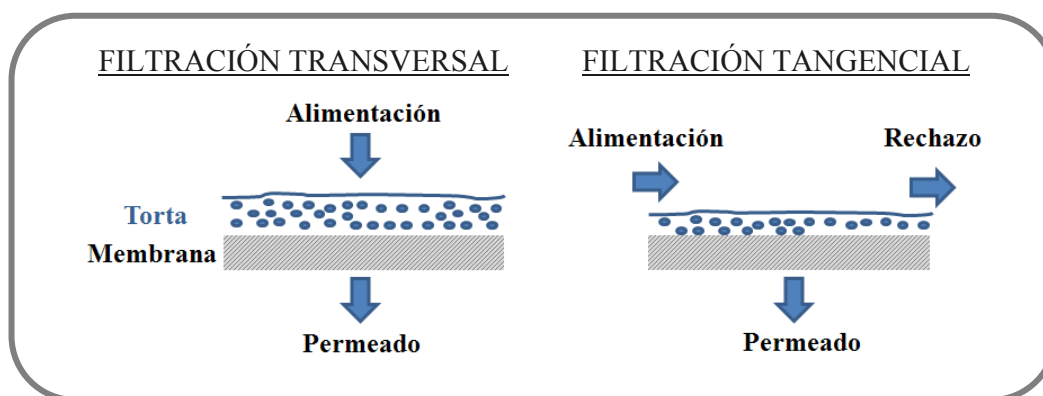 FILTRACIÓN TRANSVERSAL
Alimentación
Torta
Membrana
Permeado
FILTRACIÓN TANGENCIAL
Alimentación
Rechazo
Permeado